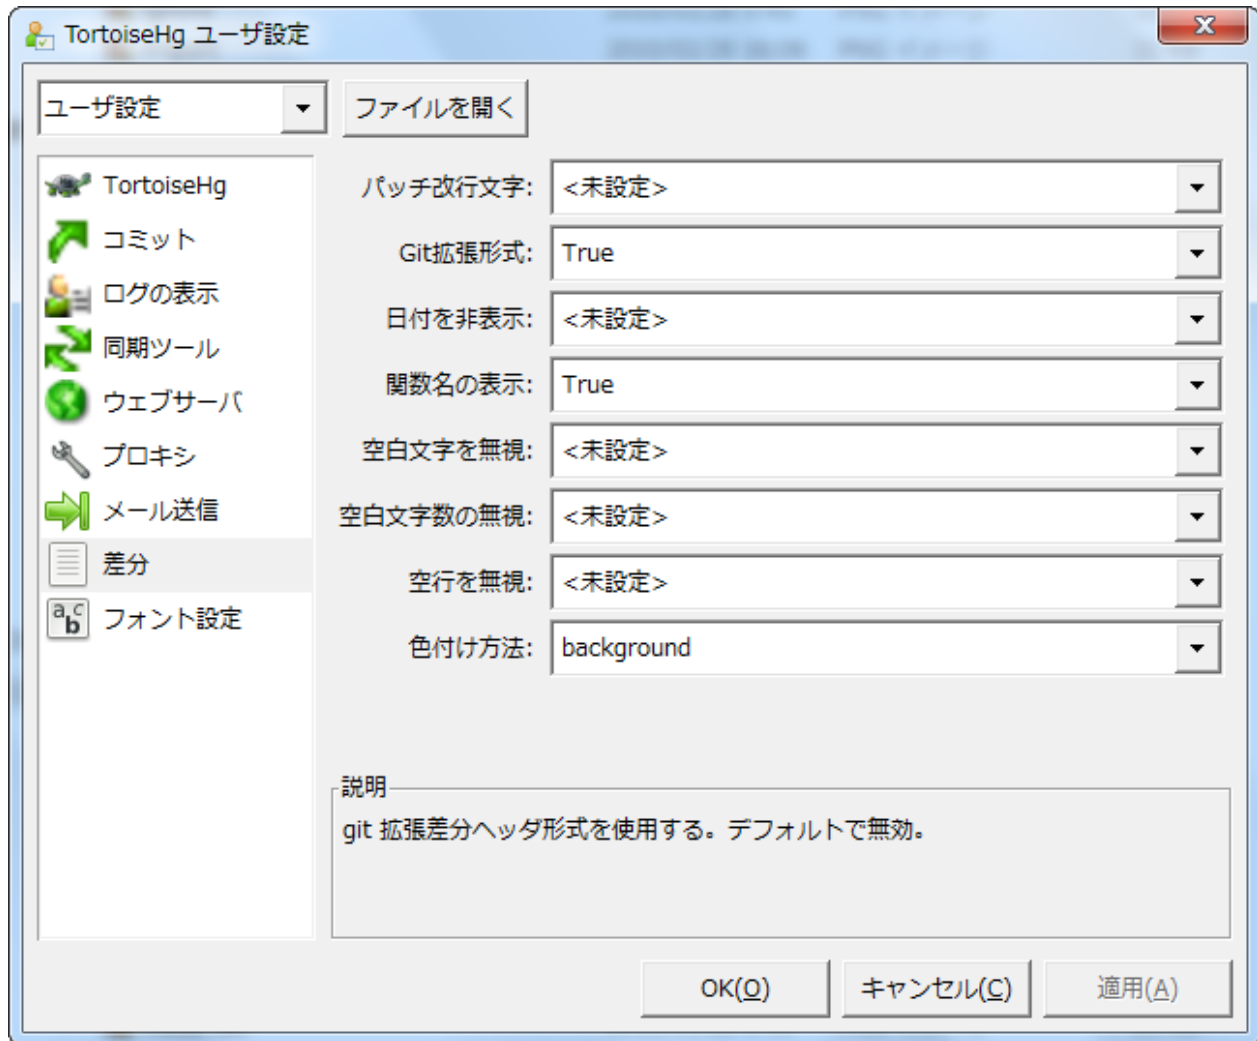 TortoiseHg ユーザ設定
ユーザ設定
ファイルを開く
TortoiseHg
コミット
ログの表示
同期ツール
ウェブサーバ
プロキシ
メール送信
差分
フォント設定
パッチ改行文字: <未設定>
Git拡張形式: True
日付を非表示: <未設定>
関数名の表示: True
空白文字を無視: <未設定>
空白文字数の無視: <未設定>
空行を無視: <未設定>
色付け方法: background
説明
git 拡張差分ヘッダ形式を使用する。デフォルトで無効。
OK(O) キャンセル(C) 適用(A)